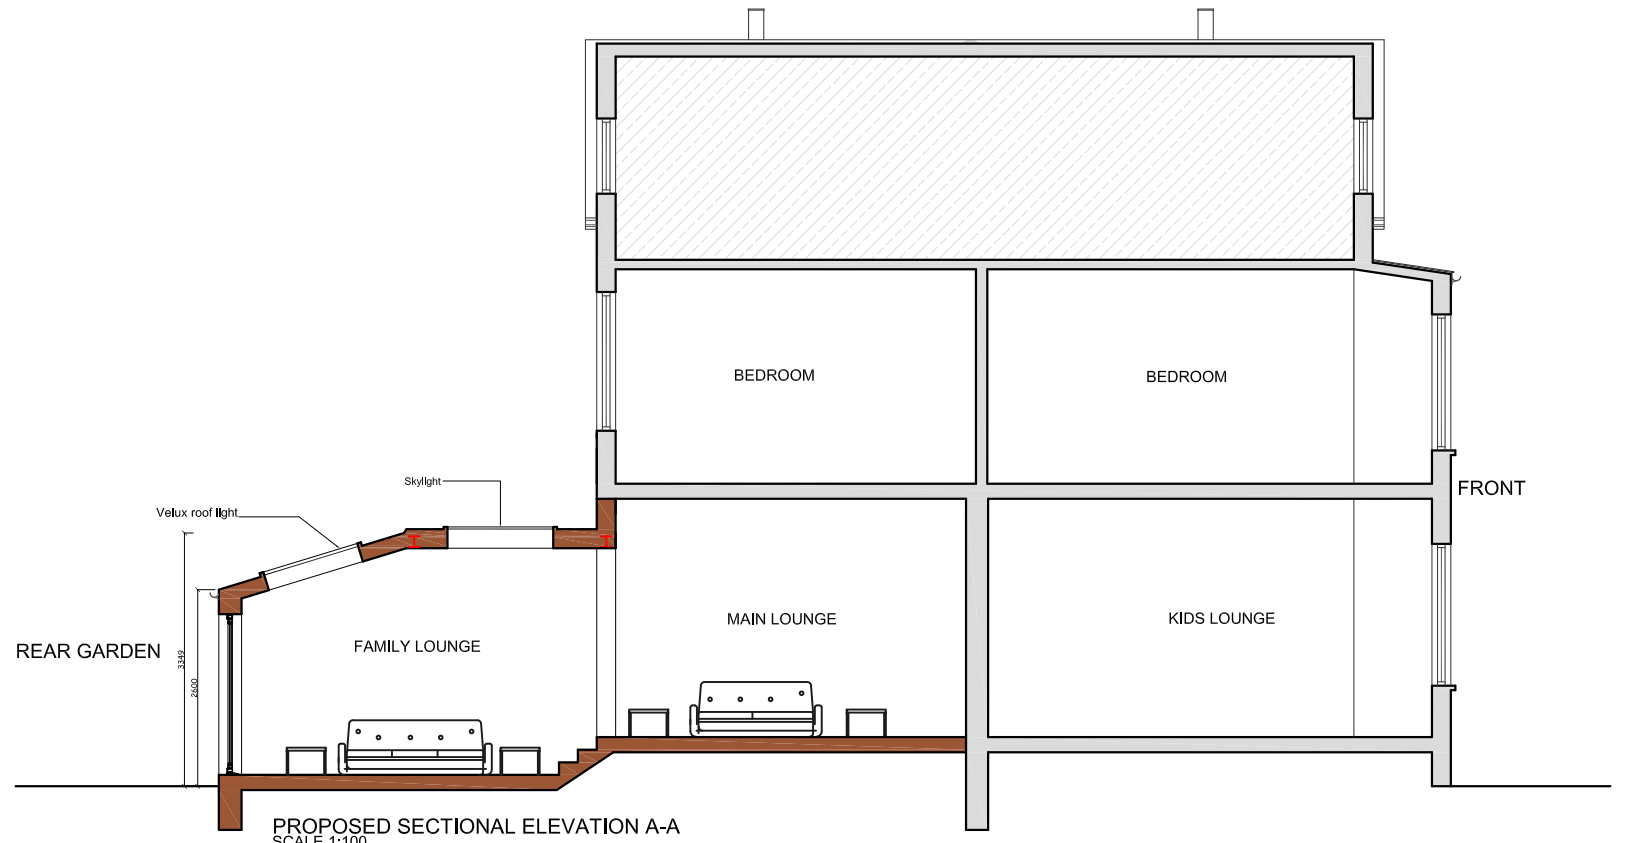 BEDROOM
BEDROOM
Skylight
FRONT
Velux roof light
MAIN LOUNGE
KIDS LOUNGE
FAMILY LOUNGE
REAR GARDEN
3349
2600
PROPOSED SECTIONAL ELEVATION A-A
SCALE 1:100